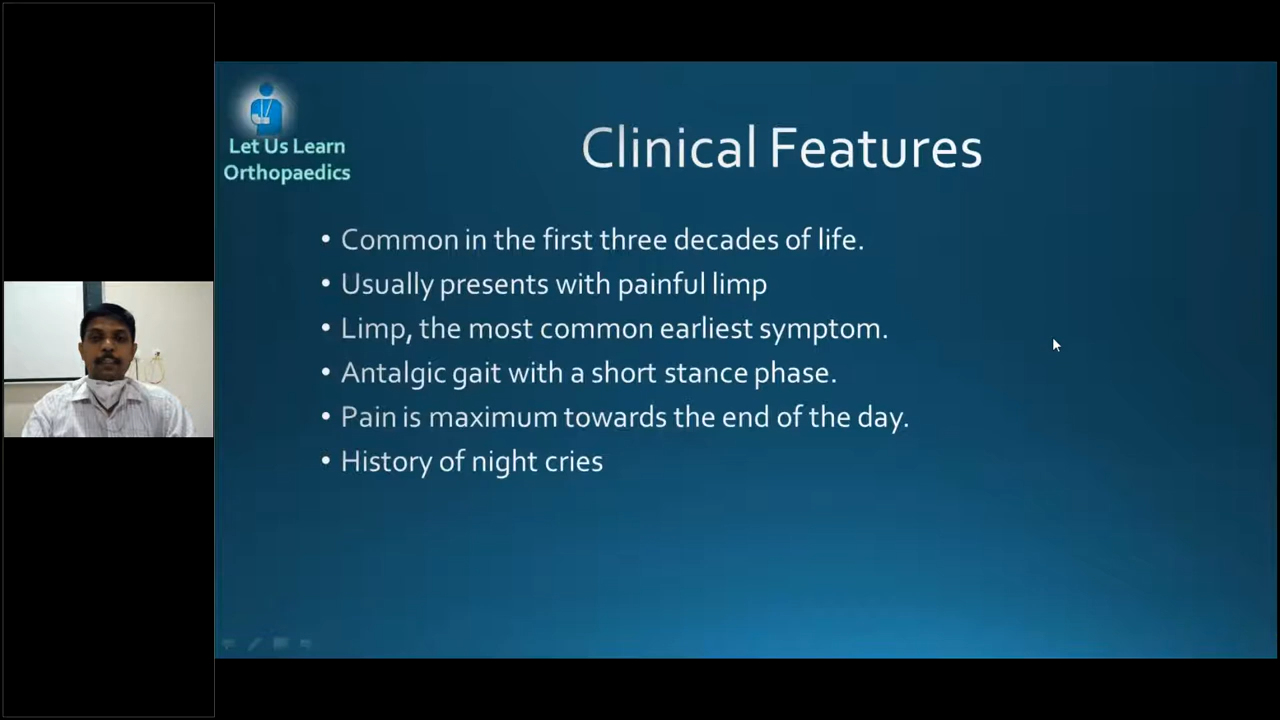 Let Us Learn
Orthopaedics
Clinical Features
• Common in the first three decades of life.
• Usually presents with painful limp
• Limp, the most common earliest symptom.
• Antalgic gait with a short stance phase.
• Pain is maximum towards the end of the day.
• History of night cries